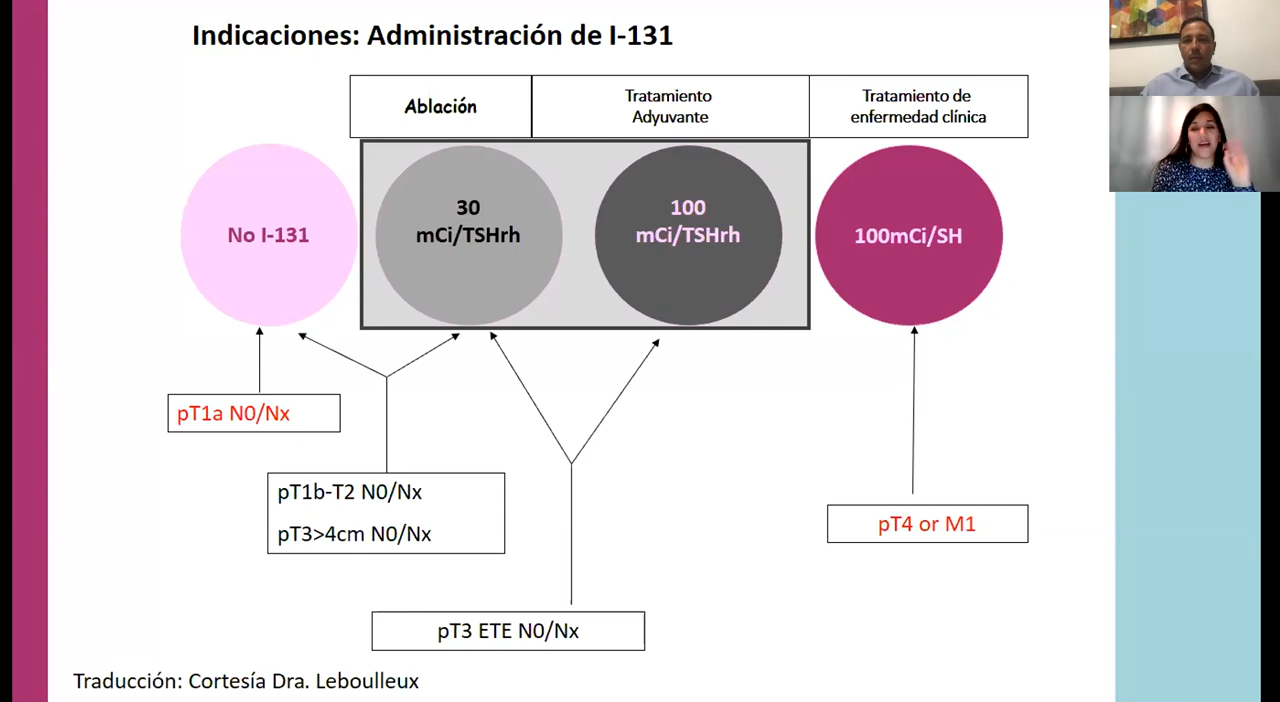 Indicaciones: Administración de I-131
Ablación
Tratamiento
Adyuvante
Tratamiento de
enfermedad clínica
No I-131
30
mCi/TSHrh
100
mCi/TSHrh
100mCi/SH
pT1a N0/Nx
pT1b-T2 N0/Nx
pT3>4cm N0/Nx
pT4 or M1
pT3 ETE N0/Nx
Traducción: Cortesía Dra. Leboulleux